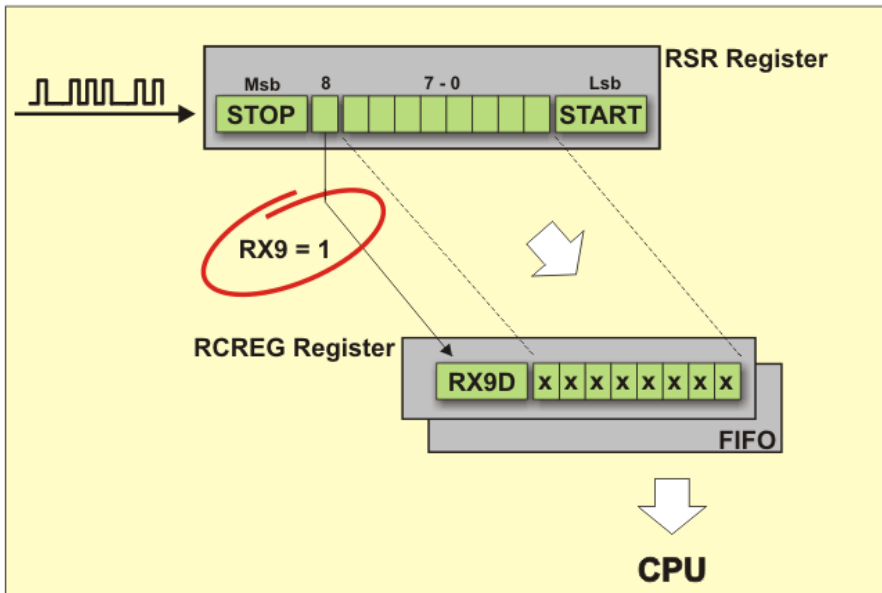 RSR Register
Msb 8 7 - 0 Lsb
STOP START
RX9 = 1
RCREG Register
RX9D x x x x x x x x
FIFO
CPU